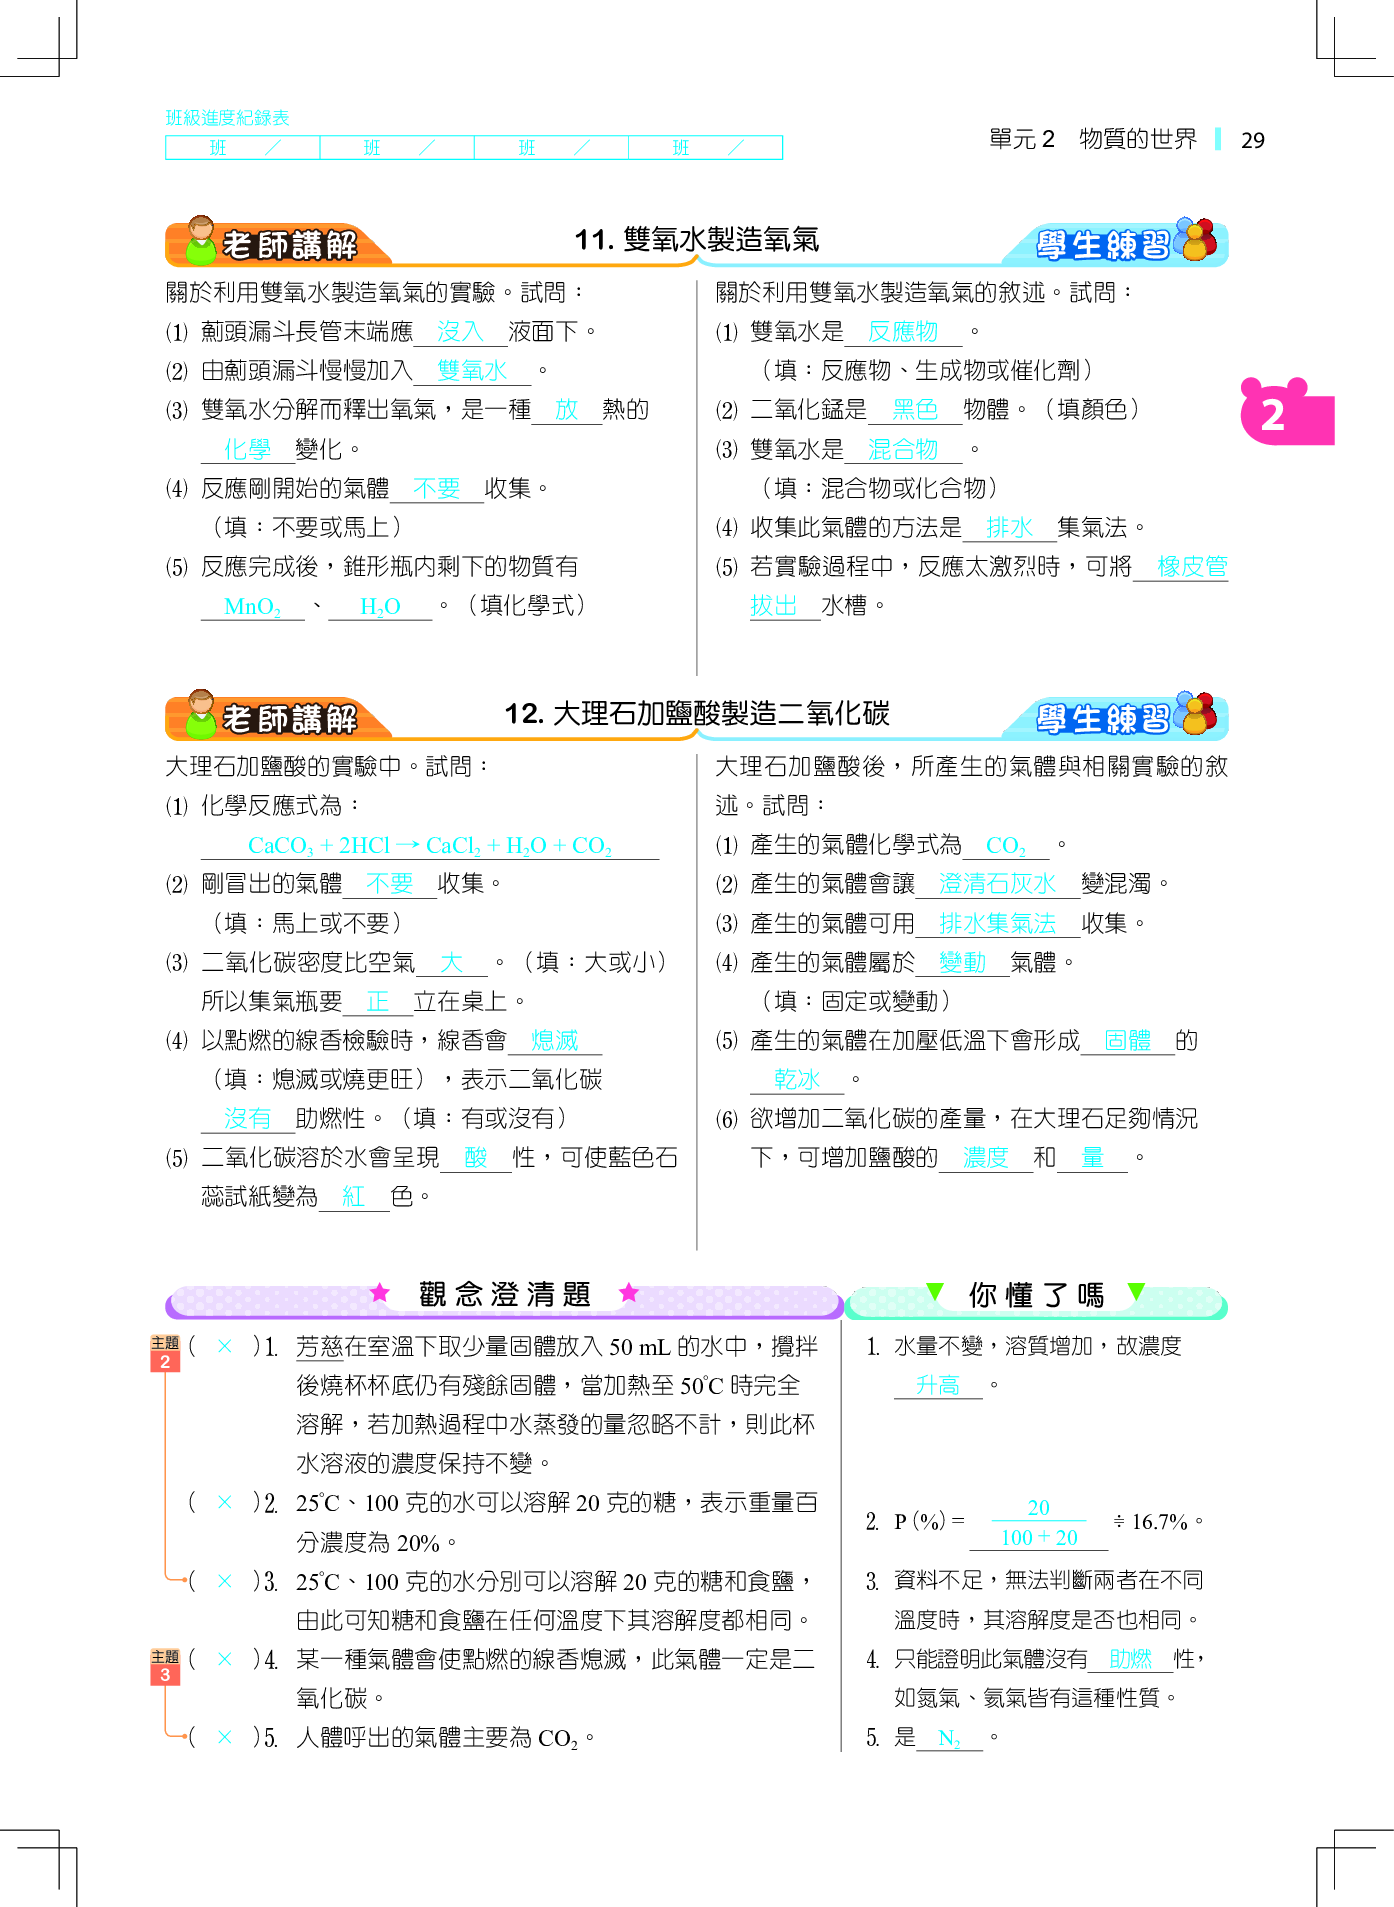 班級進度紀錄表
班 ／ 班 ／ 班 ／ 班 ／
單元 2 物質的世界 29
老師講解
11. 雙氧水製造氧氣
學生練習
關於利用雙氧水製造氧氣的實驗。試問：
(1) 薊頭漏斗長管末端應 沒入 液面下。
(2) 由薊頭漏斗慢慢加入 雙氧水 。
(3) 雙氧水分解而釋出氧氣，是一種 放 熱的
化學 變化。
(4) 反應剛開始的氣體 不要 收集。
（填：不要或馬上）
(5) 反應完成後，錐形瓶內剩下的物質有
MnO₂ 、 H₂O 。（填化學式）
關於利用雙氧水製造氧氣的敘述。試問：
(1) 雙氧水是 反應物 。
（填：反應物、生成物或催化劑）
(2) 二氧化錳是 黑色 物體。（填顏色）
(3) 雙氧水是 混合物 。
（填：混合物或化合物）
(4) 收集此氣體的方法是 排水 集氣法。
(5) 若實驗過程中，反應太激烈時，可將 橡皮管
拔出 水槽。
2
老師講解
12. 大理石加鹽酸製造二氧化碳
學生練習
大理石加鹽酸的實驗中。試問：
(1) 化學反應式為：
CaCO₃ + 2HCl → CaCl₂ + H₂O + CO₂
(2) 剛冒出的氣體 不要 收集。
（填：馬上或不要）
(3) 二氧化碳密度比空氣 大 。（填：大或小）
所以集氣瓶要 正 立在桌上。
(4) 以點燃的線香檢驗時，線香會 熄滅
（填：熄滅或燒更旺），表示二氧化碳
沒有 助燃性。（填：有或沒有）
(5) 二氧化碳溶於水會呈現 酸 性，可使藍色石
蕊試紙變為 紅 色。
大理石加鹽酸後，所產生的氣體與相關實驗的敘
述。試問：
(1) 產生的氣體化學式為 CO₂ 。
(2) 產生的氣體會讓 澄清石灰水 變混濁。
(3) 產生的氣體可用 排水集氣法 收集。
(4) 產生的氣體屬於 變動 氣體。
（填：固定或變動）
(5) 產生的氣體在加壓低溫下會形成 固體 的
乾冰 。
(6) 欲增加二氧化碳的產量，在大理石足夠情況
下，可增加鹽酸的 濃度 和 量 。
★ 觀念澄清題 ★
主題 2
( × )1. 芳慈在室溫下取少量固體放入 50 mL 的水中，攪拌
後燒杯杯底仍有殘餘固體，當加熱至 50℃ 時完全
溶解，若加熱過程中水蒸發的量忽略不計，則此杯
水溶液的濃度保持不變。
( × )2. 25℃、100 克的水可以溶解 20 克的糖，表示重量百
分濃度為 20%。
( × )3. 25℃、100 克的水分別可以溶解 20 克的糖和食鹽，
由此可知糖和食鹽在任何溫度下其溶解度都相同。
主題 3
( × )4. 某一種氣體會使點燃的線香熄滅，此氣體一定是二
氧化碳。
( × )5. 人體呼出的氣體主要為 CO₂。
▼ 你懂了嗎 ▼
1. 水量不變，溶質增加，故濃度
升高 。
2. P (%) = 20 / (100 + 20) ≑ 16.7%。
3. 資料不足，無法判斷兩者在不同
溫度時，其溶解度是否也相同。
4. 只能證明此氣體沒有 助燃 性，
如氮氣、氦氣皆有這種性質。
5. 是 N₂ 。